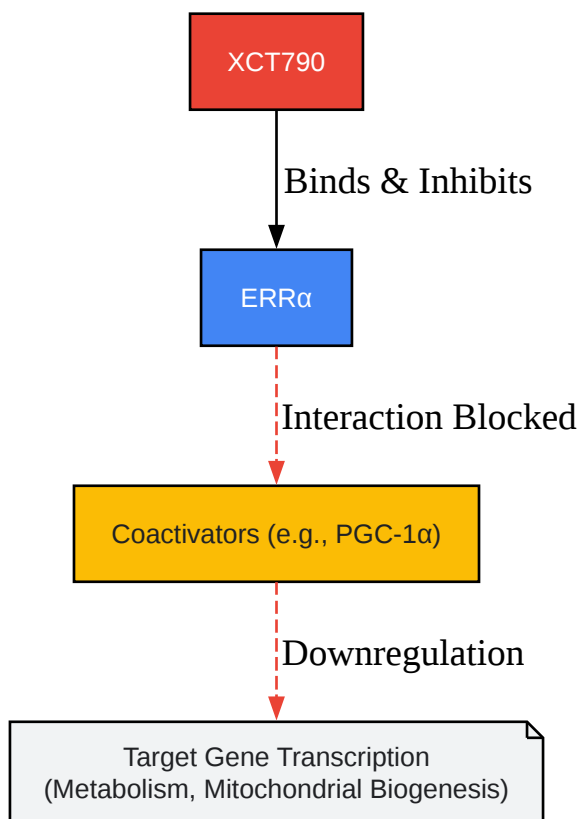 XCT790
Binds & Inhibits
ERRα
Interaction Blocked
Coactivators (e.g., PGC-1α)
Downregulation
Target Gene Transcription
(Metabolism, Mitochondrial Biogenesis)